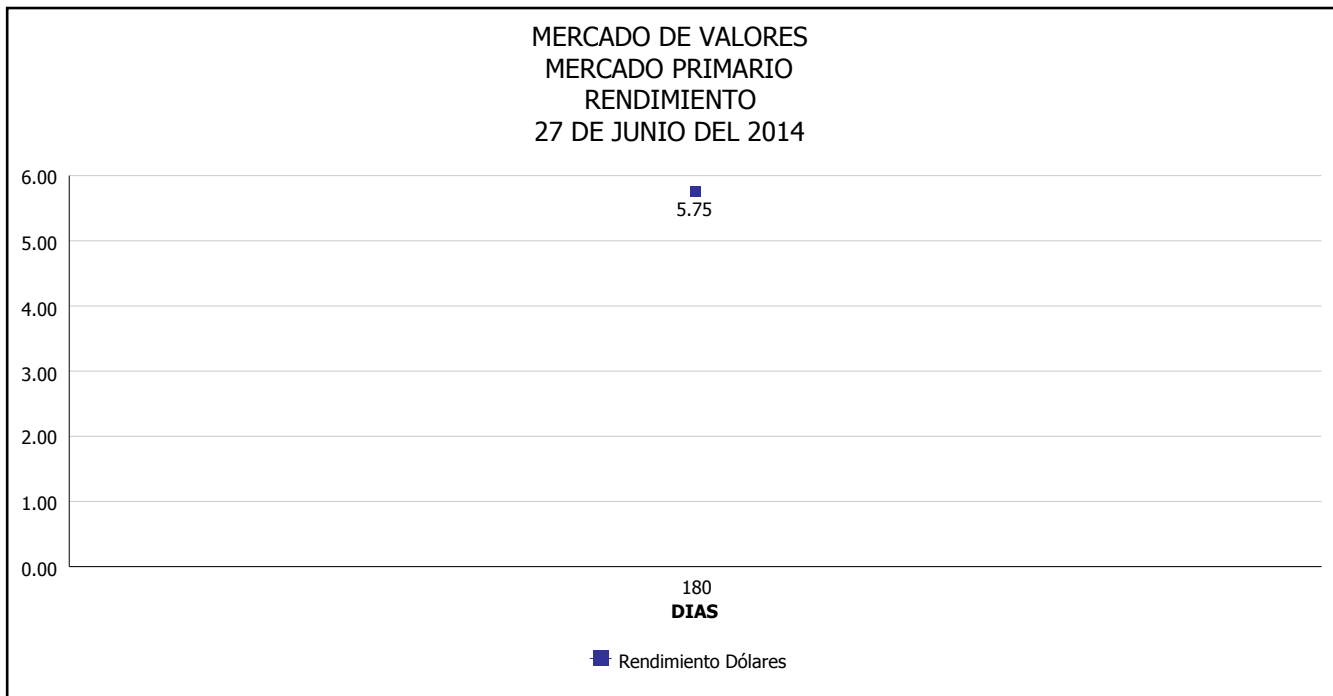 MERCADO DE VALORES
MERCADO PRIMARIO
RENDIMIENTO
27 DE JUNIO DEL 2014
6.00
5.75
5.00
4.00
3.00
2.00
1.00
0.00
180
DIAS
Rendimiento Dólares